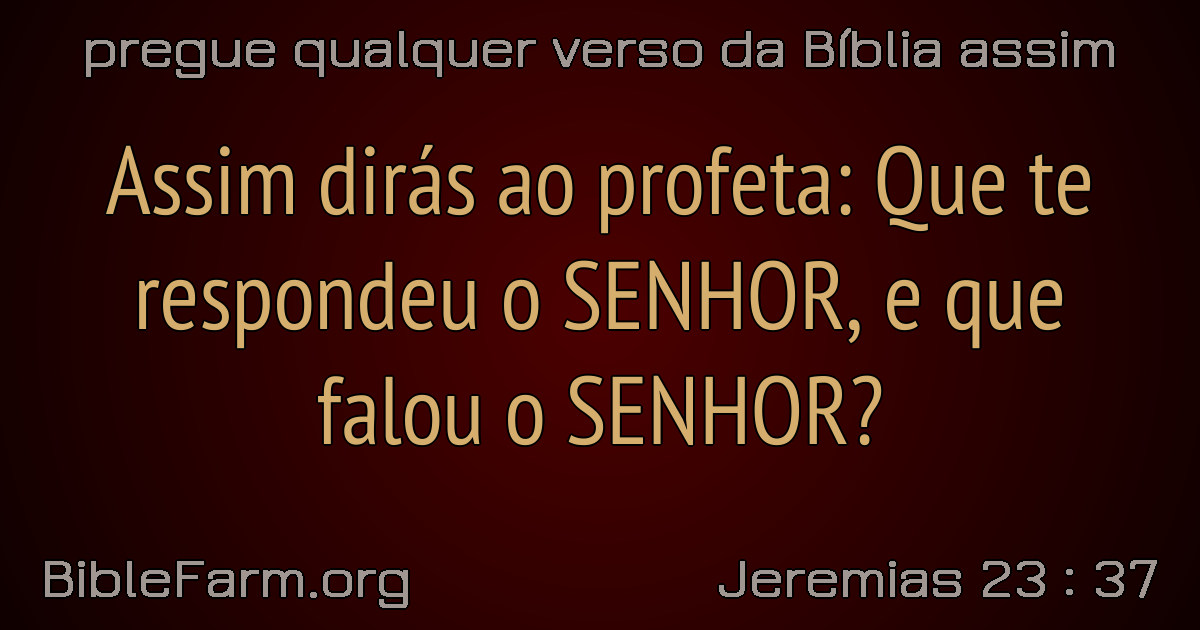 pregue qualquer verso da Bíblia assim
Assim dirás ao profeta: Que te
respondeu o SENHOR, e que
falou o SENHOR?
BibleFarm.org
Jeremias 23 : 37